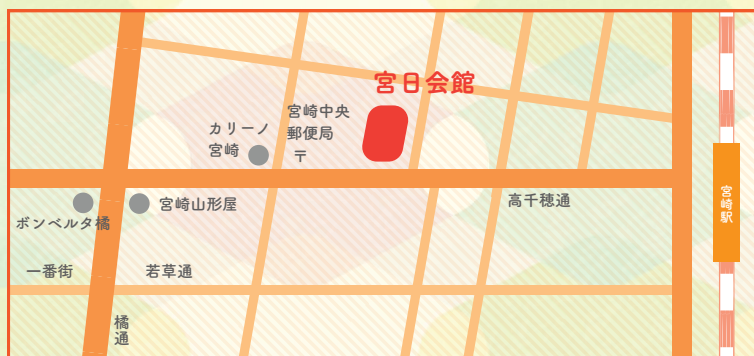 宮日会館
宮崎中央
郵便局
〒
カリーノ
宮崎
宮崎山形屋
高千穂通
宮崎駅
ボンベルタ橘
一番街
若草通
橘通